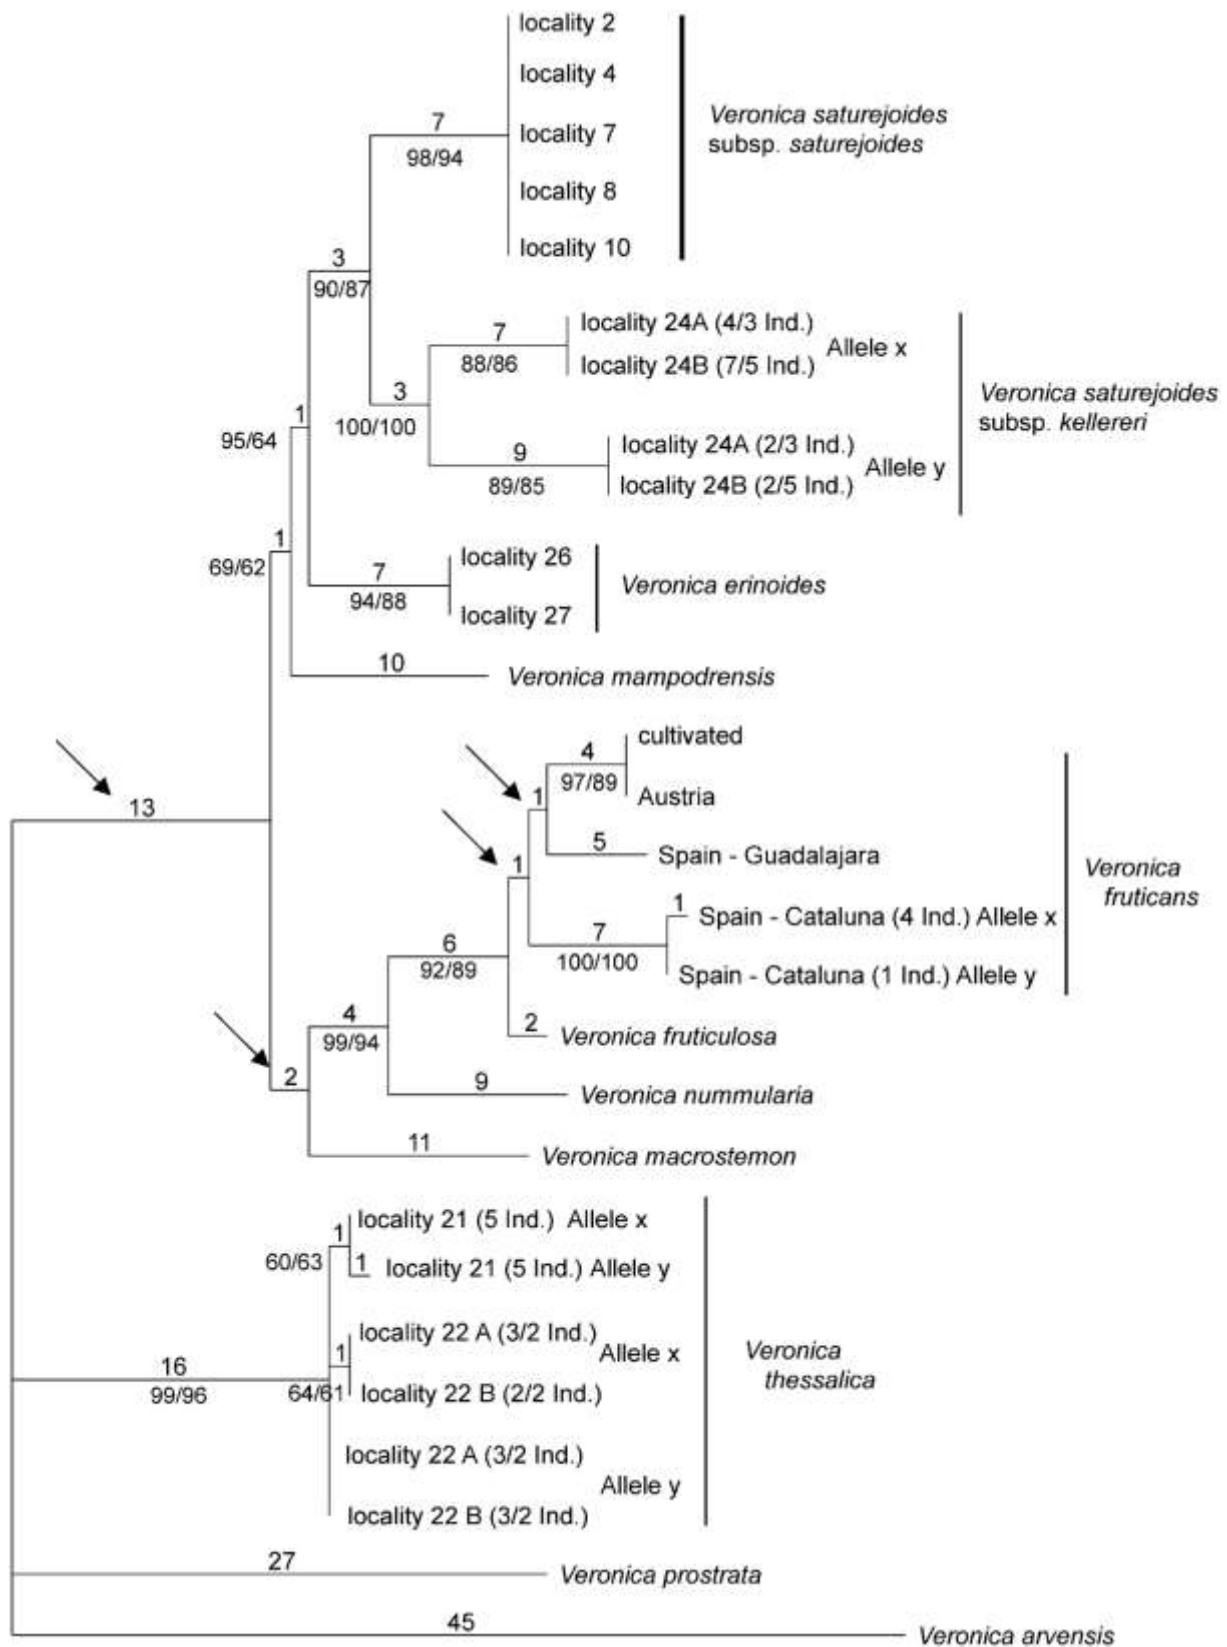 locality 2
locality 4
7
locality 7
98/94
locality 8
locality 10
Veronica saturejoides
subsp. saturejoides
3
90/87
7
88/86
locality 24A (4/3 Ind.)
locality 24B (7/5 Ind.)
Allele x
3
100/100
9
89/85
locality 24A (2/3 Ind.)
locality 24B (2/5 Ind.)
Allele y
Veronica saturejoides
subsp. kellereri
1
95/64
1
69/62
7
94/88
locality 26
locality 27
Veronica erinoides
10
Veronica mampodrensis
13
cultivated
4
97/89
Austria
1
5
Spain - Guadalajara
1
1
Spain - Cataluna (4 Ind.) Allele x
7
100/100
Spain - Cataluna (1 Ind.) Allele y
Veronica
fruticans
6
92/89
2
Veronica fruticulosa
4
99/94
9
Veronica nummularia
2
11
Veronica macrostemon
1
locality 21 (5 Ind.) Allele x
60/63
1
locality 21 (5 Ind.) Allele y
locality 22 A (3/2 Ind.)
1
Allele x
64/61
locality 22 B (2/2 Ind.)
16
99/96
locality 22 A (3/2 Ind.)
Allele y
locality 22 B (3/2 Ind.)
Veronica
thessalica
27
Veronica prostrata
45
Veronica arvensis